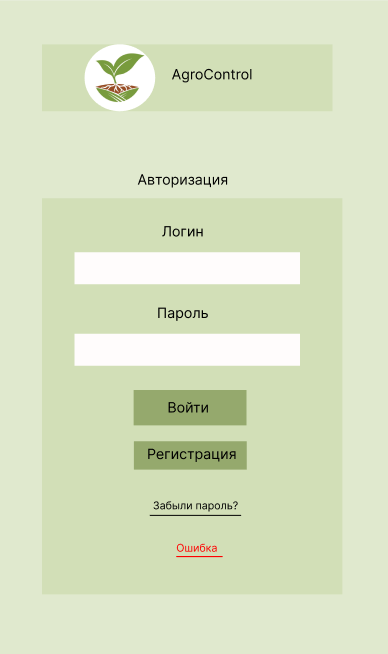 AgroControl
Авторизация
Логин
Пароль
Войти
Регистрация
Забыли пароль?
Ошибка